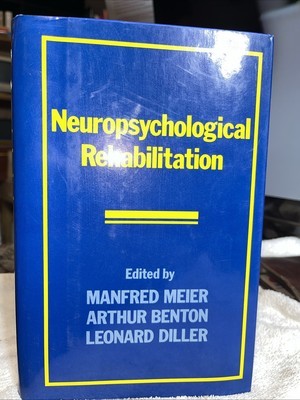 Neuropsychological
Rehabilitation
Edited by
MANFRED MEIER
ARTHUR BENTON
LEONARD DILLER